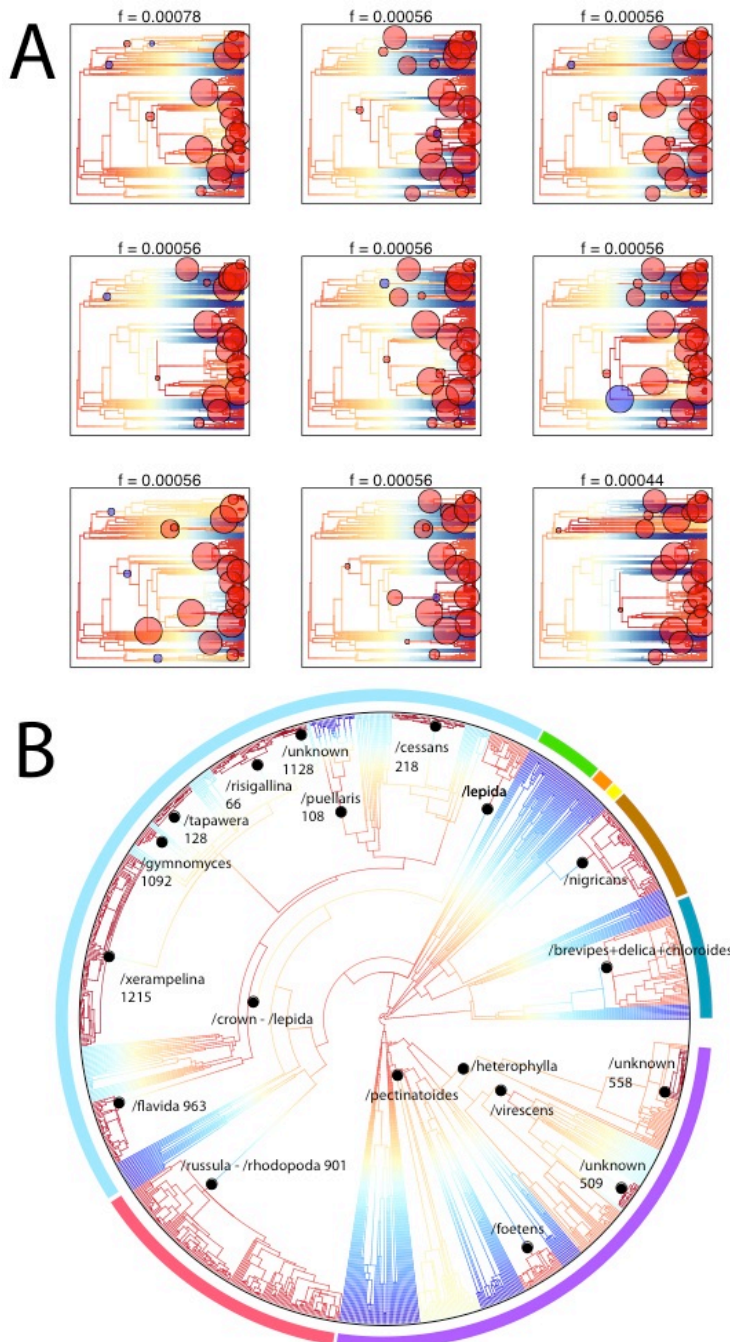 A
f = 0.00078
f = 0.00056
f = 0.00056
f = 0.00056
f = 0.00056
f = 0.00056
f = 0.00056
f = 0.00056
f = 0.00044
B
/unknown
1128
/cessans
218
/risigallina
66
/puellaris
108
/lepida
/tapawera
128
/gymnomyces
1092
/nigricans
/brevipes+delica+chloroides
/xerampelina
1215
/crown - /lepida
/heterophylla
/unknown
558
/pectinatoides
/virescens
/flavida 963
/russula - /rhodopoda 901
/unknown
509
/foetens